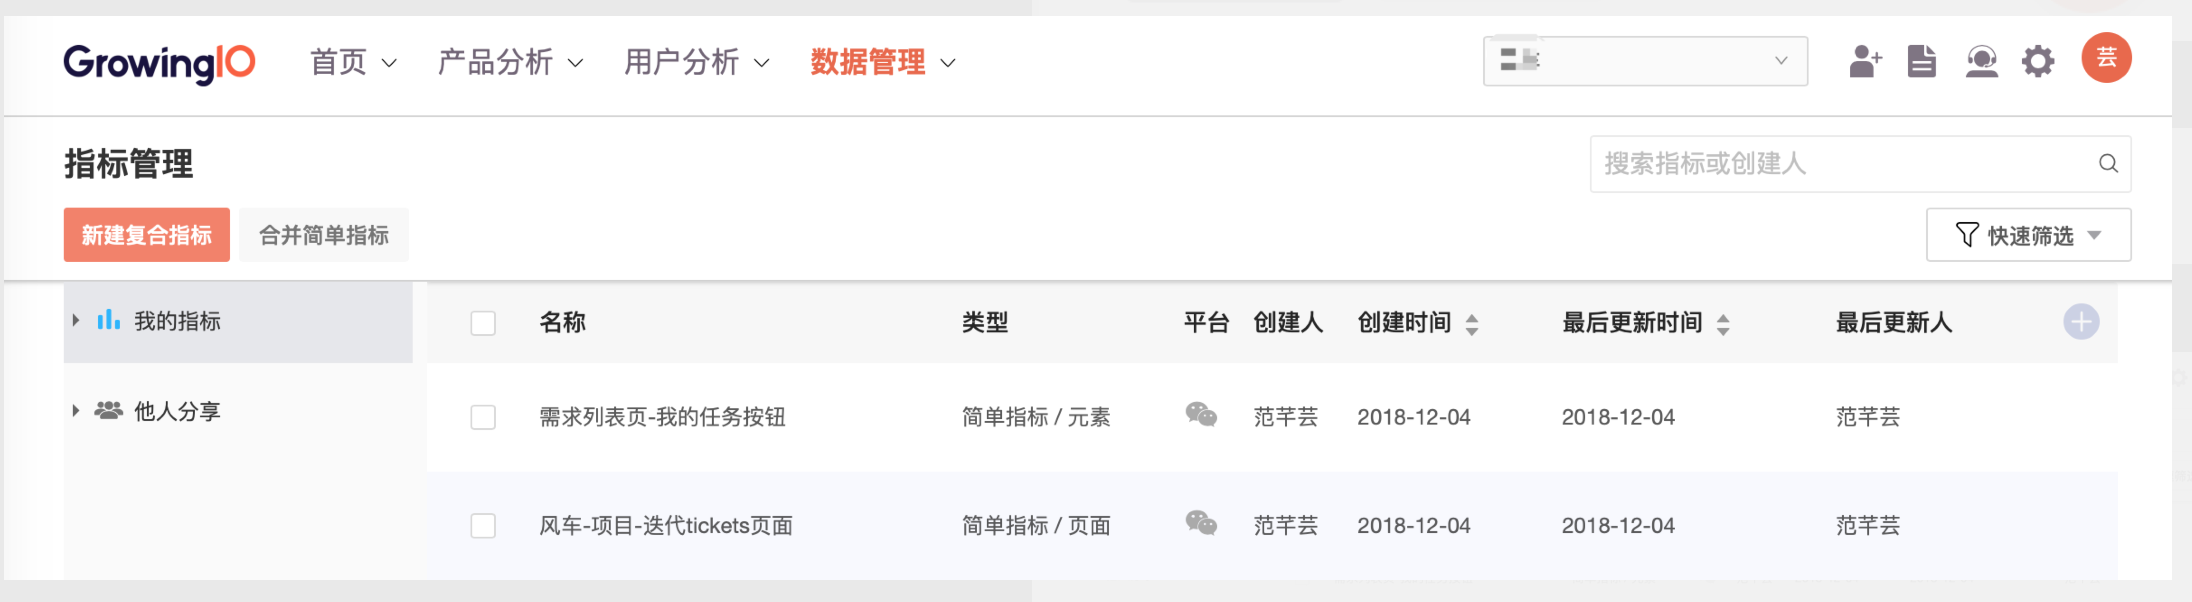 GrowingIO 首页 产品分析 用户分析 数据管理 芸
指标管理 搜索指标或创建人
新建复合指标 合并简单指标 快速筛选
我的指标 名称 类型 平台 创建人 创建时间 最后更新时间 最后更新人
他人分享 需求列表页-我的任务按钮 简单指标 / 元素 范芊芸 2018-12-04 2018-12-04 范芊芸
风车-项目-迭代tickets页面 简单指标 / 页面 范芊芸 2018-12-04 2018-12-04 范芊芸